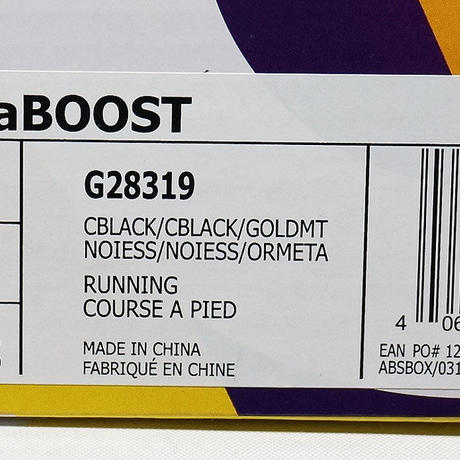 aBOOST
G28319
CBLACK/CBLACK/GOLDMT
NOIESS/NOIESS/ORMETA
RUNNING
COURSE A PIED
MADE IN CHINA
FABRIQUÉ EN CHINE
4 06
EAN PO# 12
ABSBOX/031